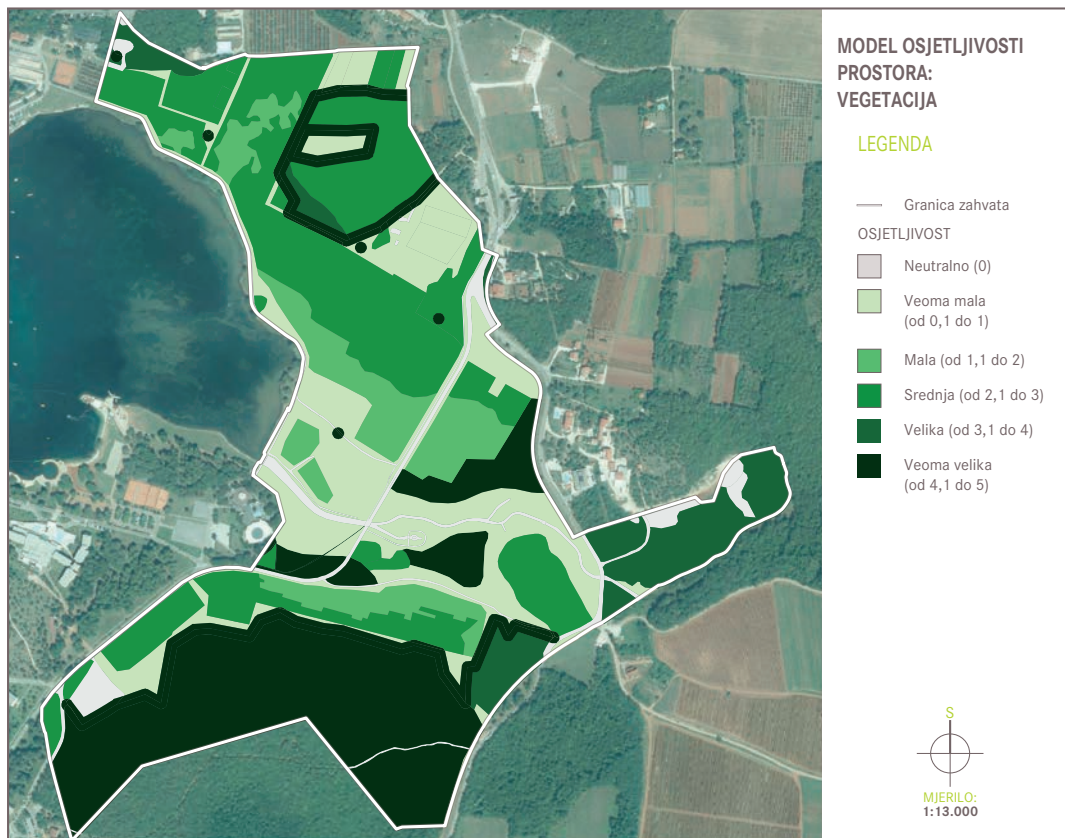 MODEL OSJETLJIVOSTI
PROSTORA:
VEGETACIJA
LEGENDA
Granica zahvata
OSJETLJIVOST
Neutralno (0)
Veoma mala
(od 0,1 do 1)
Mala (od 1,1 do 2)
Srednja (od 2,1 do 3)
Velika (od 3,1 do 4)
Veoma velika
(od 4,1 do 5)
S
MJERILO:
1:13.000